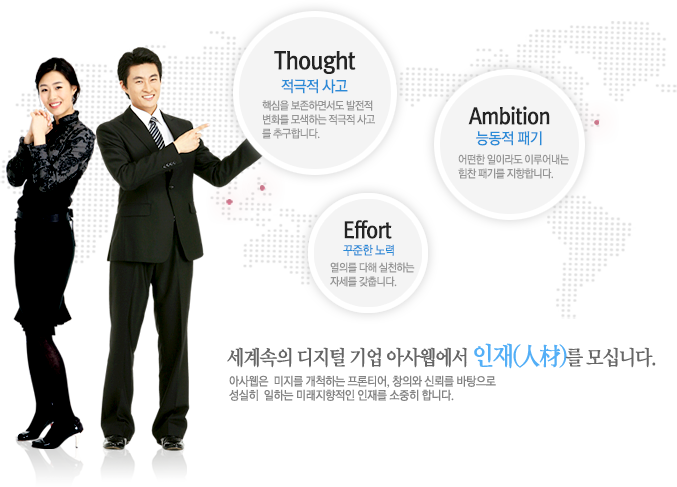 Thought
적극적 사고
핵심을 보존하면서도 발전적
변화를 모색하는 적극적 사고
를 추구합니다.
Ambition
능동적 패기
어떤한 일이라도 이루어내는
힘찬 패기를 지향합니다.
Effort
꾸준한 노력
열의를 다해 실천하는
자세를 갖춥니다.
세계속의 디지털 기업 아사웹에서 인재(人材)를 모십니다.
아사웹은 미지를 개척하는 프론티어, 창의와 신뢰를 바탕으로
성실히 일하는 미래지향적인 인재를 소중히 합니다.